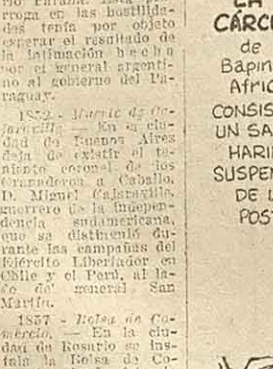 rroga en las hostilida-
des tenía por objeto
esperar el resultado de
la intimación hecha
por el general argenti-
no al gobierno del Pa-
raguay.
1852 - Muerte de Ca-
jaravilla — En la ciu-
dad de Buenos Aires
deja de existir el te-
niente coronel de los
Granaderos a Caballo,
D. Miguel Cajaravilla,
guerrero de la indepen-
dencia sudamericana,
que se distinguió du-
rante las campañas del
Ejército Libertador en
Chile y el Perú, al la-
do del general San
Martín.
1857 - Bolsa de Co-
mercio. — En la ciu-
dad de Rosario se ins-
tala la Bolsa de Co-
LA
CÁRCE
de
Bapin
Afric
CONSIS
UN SA
HARI
SUSPEN
DE L
POST